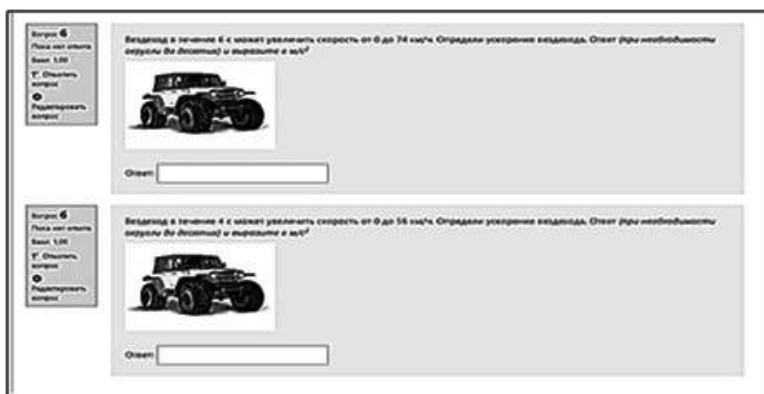 Вопрос 6
Пока нет ответа
Балл: 1,00
Отметить
вопрос
Редактировать
вопрос
Вездеход в течение 6 с может увеличить скорость от 0 до 74 км/ч. Определи ускорение вездехода. Ответ (при необходимости
округли до десятых) и выразите в м/с²
Ответ:
Вопрос 6
Пока нет ответа
Балл: 1,00
Отметить
вопрос
Редактировать
вопрос
Вездеход в течение 4 с может увеличить скорость от 0 до 56 км/ч. Определи ускорение вездехода. Ответ (при необходимости
округли до десятых) и выразите в м/с²
Ответ: